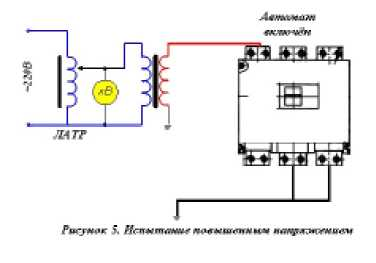 Автомат
включён
~220В
кВ
ЛАТР
Рисунок 5. Испытание повышенным напряжением